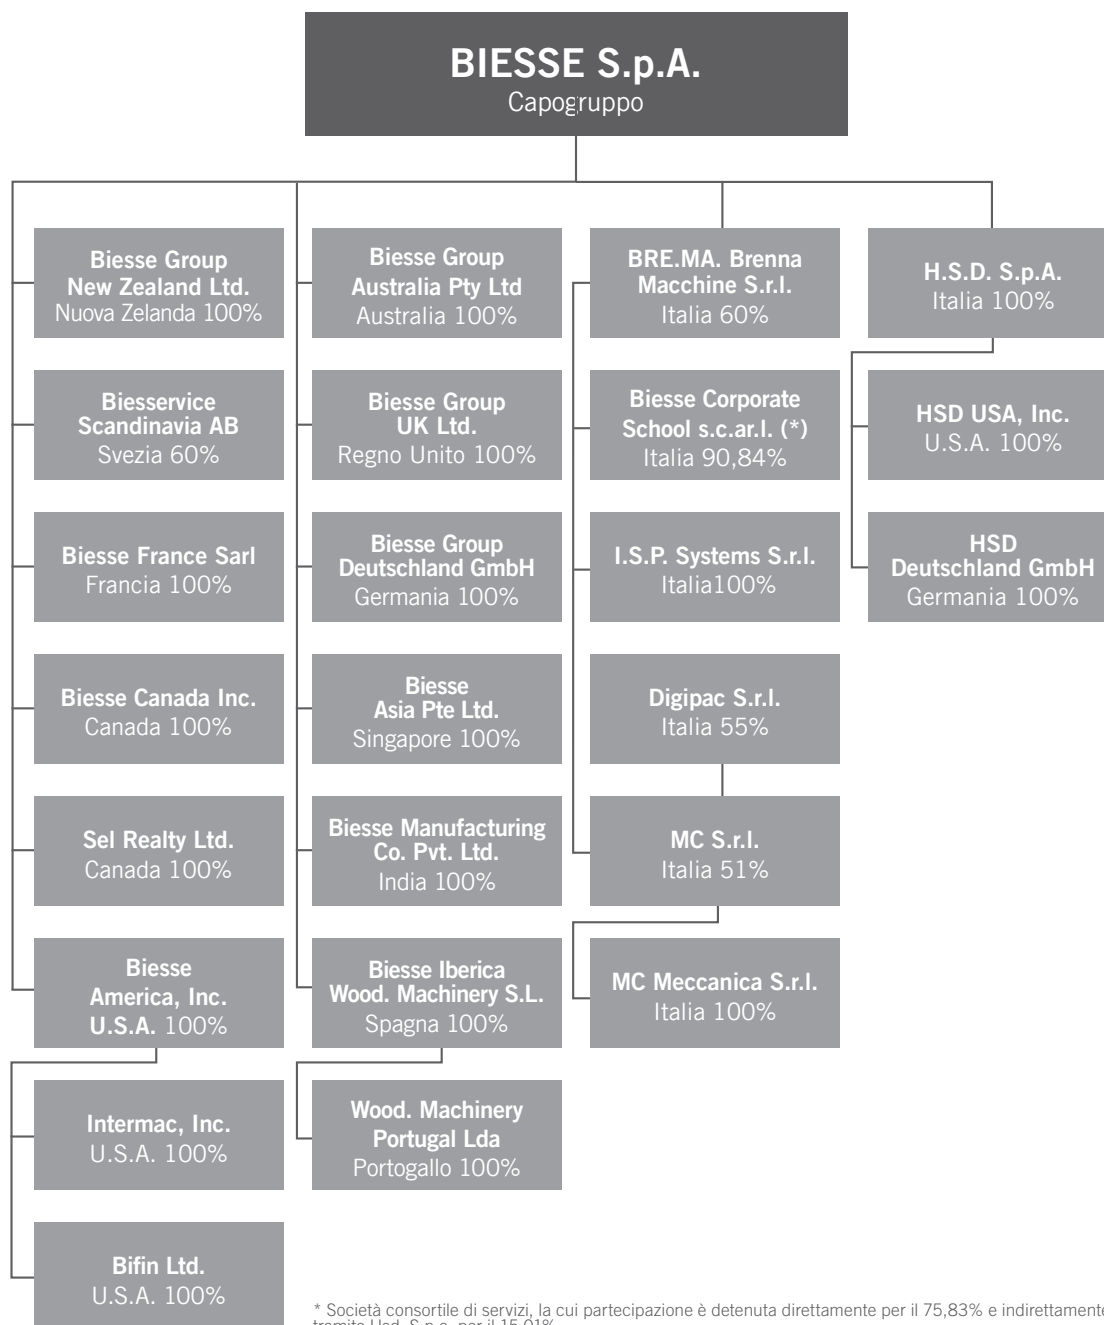 BIESSE S.p.A.
Capogruppo
Biesse Group
New Zealand Ltd.
Nuova Zelanda 100%
Biesservice
Scandinavia AB
Svezia 60%
Biesse France Sarl
Francia 100%
Biesse Canada Inc.
Canada 100%
Sel Realty Ltd.
Canada 100%
Biesse
America, Inc.
U.S.A. 100%
Intermac, Inc.
U.S.A. 100%
Bifin Ltd.
U.S.A. 100%
Biesse Group
Australia Pty Ltd
Australia 100%
Biesse Group
UK Ltd.
Regno Unito 100%
Biesse Group
Deutschland GmbH
Germania 100%
Biesse
Asia Pte Ltd.
Singapore 100%
Biesse Manufacturing
Co. Pvt. Ltd.
India 100%
Biesse Iberica
Wood. Machinery S.L.
Spagna 100%
Wood. Machinery
Portugal Lda
Portogallo 100%
BRE.MA. Brenna
Macchine S.r.l.
Italia 60%
Biesse Corporate
School s.c.ar.l. (*)
Italia 90,84%
I.S.P. Systems S.r.l.
Italia100%
Digipac S.r.l.
Italia 55%
MC S.r.l.
Italia 51%
MC Meccanica S.r.l.
Italia 100%
H.S.D. S.p.A.
Italia 100%
HSD USA, Inc.
U.S.A. 100%
HSD
Deutschland GmbH
Germania 100%
* Società consortile di servizi, la cui partecipazione è detenuta direttamente per il 75,83% e indirettamente
tramite Hsd S.p.a. per il 15,01%